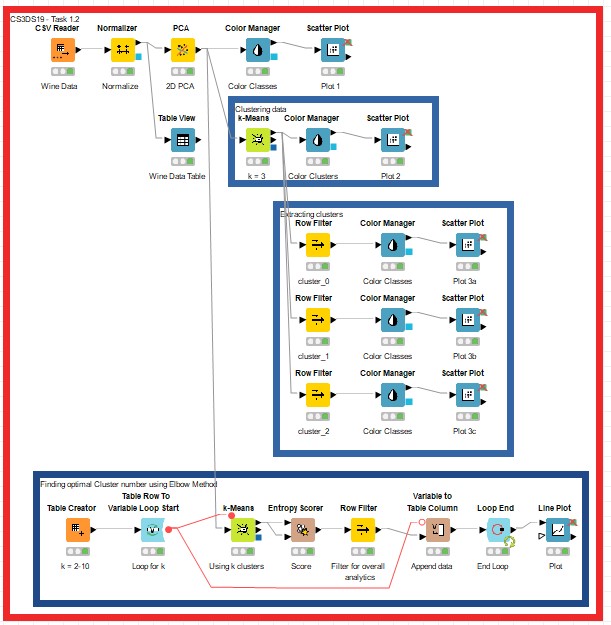 CS3DS19 - Task 1.2
CSV Reader Normalizer PCA Color Manager Scatter Plot
Wine Data Normalize 2D PCA Color Classes Plot 1
Clustering data
Table View k-Means Color Manager Scatter Plot
Wine Data Table k = 3 Color Clusters Plot 2
Extracting clusters
Row Filter Color Manager Scatter Plot
cluster_0 Color Classes Plot 3a
Row Filter Color Manager Scatter Plot
cluster_1 Color Classes Plot 3b
Row Filter Color Manager Scatter Plot
cluster_2 Color Classes Plot 3c
Finding optimal Cluster number using Elbow Method
Table Row To Variable to
Table Creator Variable Loop Start k-Means Entropy Scorer Row Filter Table Column Loop End Line Plot
k = 2-10 Loop for k Using k clusters Score Filter for overall Append data End Loop Plot
analytics